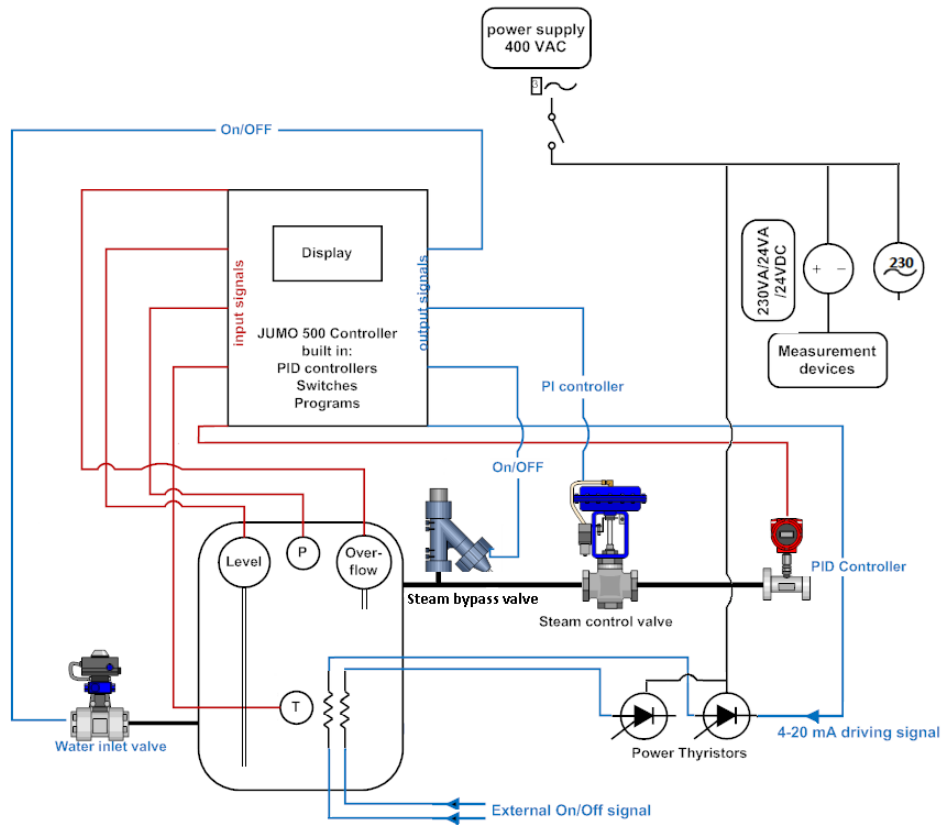 power supply
400 VAC
3
On/OFF
Display
input signals
output signals
JUMO 500 Controller
built in:
PID controllers
Switches
Programs
230VA/24VA
/24VDC
+ −
230
Measurement
devices
PI controller
On/OFF
Level
P
Over-
flow
Steam bypass valve
Steam control valve
PID Controller
T
Water inlet valve
Power Thyristors
4-20 mA driving signal
External On/Off signal